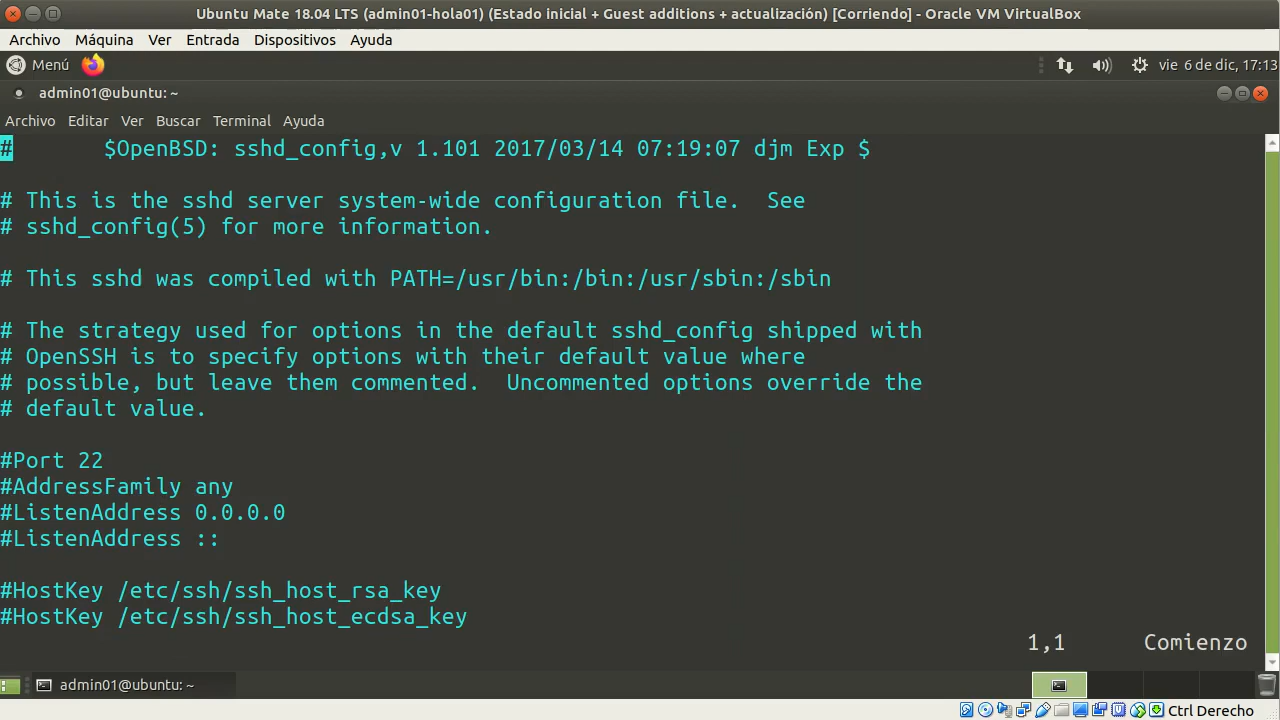 Ubuntu Mate 18.04 LTS (admin01-hola01) (Estado inicial + Guest additions + actualización) [Corriendo] - Oracle VM VirtualBox
Archivo Máquina Ver Entrada Dispositivos Ayuda
Menú vie 6 de dic, 17:13
admin01@ubuntu: ~
Archivo Editar Ver Buscar Terminal Ayuda
#       $OpenBSD: sshd_config,v 1.101 2017/03/14 07:19:07 djm Exp $
# This is the sshd server system-wide configuration file.  See
# sshd_config(5) for more information.
# This sshd was compiled with PATH=/usr/bin:/bin:/usr/sbin:/sbin
# The strategy used for options in the default sshd_config shipped with
# OpenSSH is to specify options with their default value where
# possible, but leave them commented.  Uncommented options override the
# default value.
#Port 22
#AddressFamily any
#ListenAddress 0.0.0.0
#ListenAddress ::
#HostKey /etc/ssh/ssh_host_rsa_key
#HostKey /etc/ssh/ssh_host_ecdsa_key
1,1 Comienzo
admin01@ubuntu: ~
Ctrl Derecho